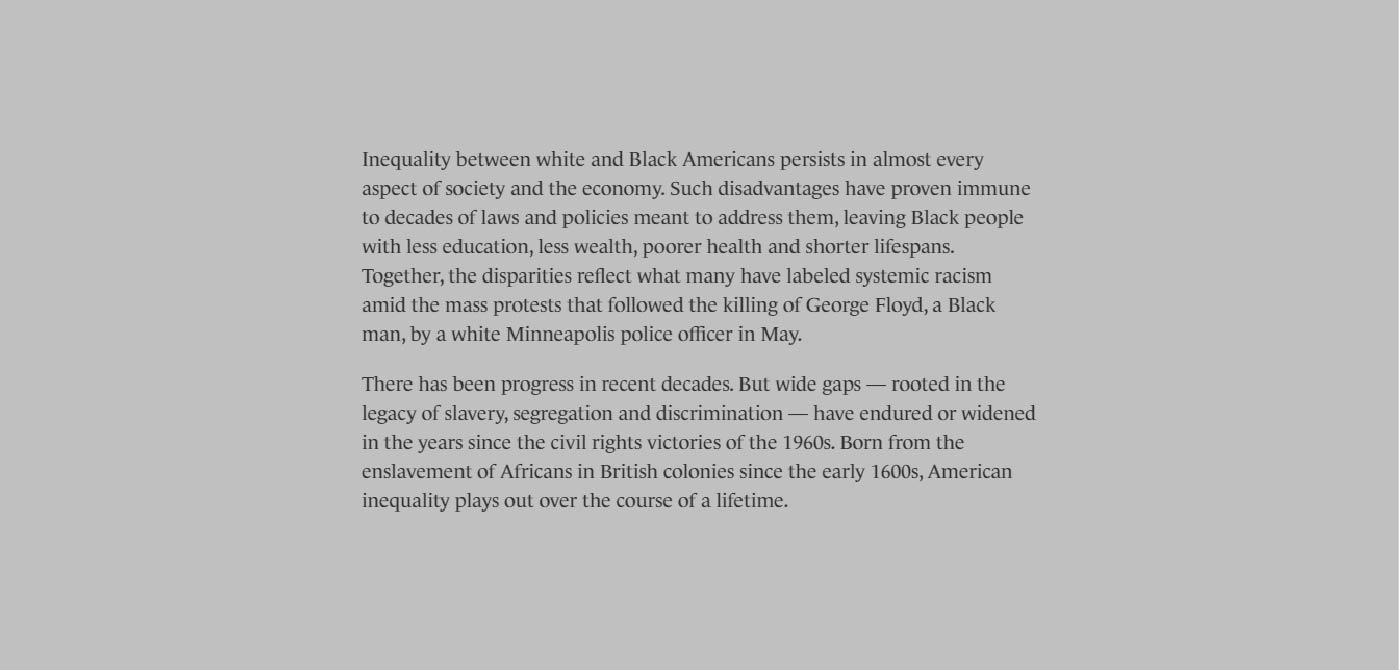 Inequality between white and Black Americans persists in almost every
aspect of society and the economy. Such disadvantages have proven immune
to decades of laws and policies meant to address them, leaving Black people
with less education, less wealth, poorer health and shorter lifespans.
Together, the disparities reflect what many have labeled systemic racism
amid the mass protests that followed the killing of George Floyd, a Black
man, by a white Minneapolis police officer in May.
There has been progress in recent decades. But wide gaps — rooted in the
legacy of slavery, segregation and discrimination — have endured or widened
in the years since the civil rights victories of the 1960s. Born from the
enslavement of Africans in British colonies since the early 1600s, American
inequality plays out over the course of a lifetime.